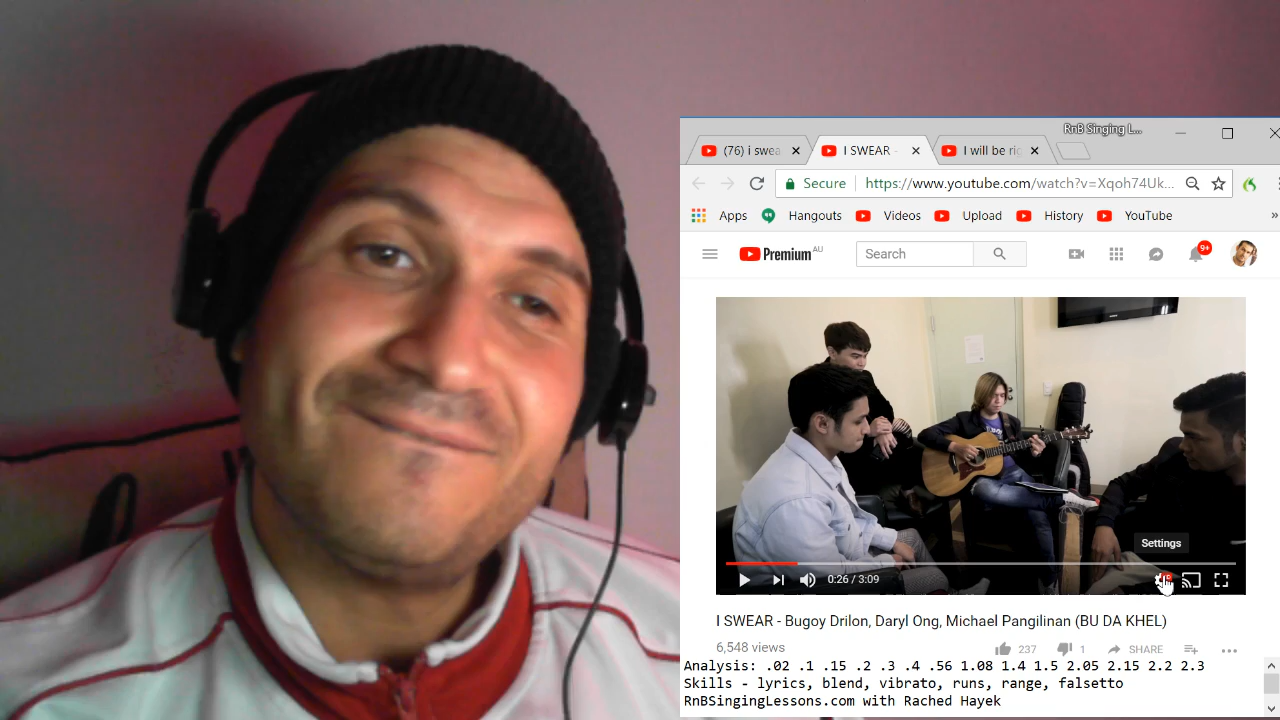 RnB Singing L...
(76) i swea
I SWEAR -
I will be rig
Secure
https://www.youtube.com/watch?v=Xqoh74Uk...
Apps
Hangouts
Videos
Upload
History
YouTube
»
Premium AU
Search
9+
Settings
0:26 / 3:09
I SWEAR - Bugoy Drilon, Daryl Ong, Michael Pangilinan (BU DA KHEL)
6,548 views
237
1
SHARE
Analysis: .02 .1 .15 .2 .3 .4 .56 1.08 1.4 1.5 2.05 2.15 2.2 2.3
Skills - lyrics, blend, vibrato, runs, range, falsetto
RnBSingingLessons.com with Rached Hayek